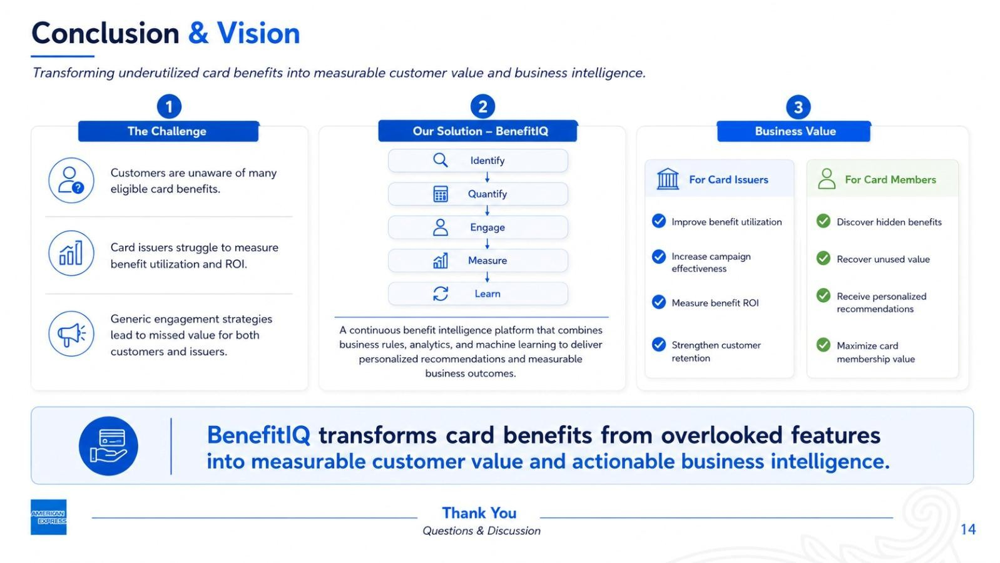 Conclusion & Vision
Transforming underutilized card benefits into measurable customer value and business intelligence.
1
The Challenge
Customers are unaware of many
eligible card benefits.
?
Card issuers struggle to measure
benefit utilization and ROI.
Generic engagement strategies
lead to missed value for both
customers and issuers.
2
Our Solution – BenefitIQ
Identify
Quantify
Engage
Measure
Learn
A continuous benefit intelligence platform that combines
business rules, analytics, and machine learning to deliver
personalized recommendations and measurable
business outcomes.
3
Business Value
For Card Issuers
Improve benefit utilization
Increase campaign
effectiveness
Measure benefit ROI
Strengthen customer
retention
For Card Members
Discover hidden benefits
Recover unused value
Receive personalized
recommendations
Maximize card
membership value
BenefitIQ transforms card benefits from overlooked features
into measurable customer value and actionable business intelligence.
AMERICAN
EXPRESS
Thank You
Questions & Discussion
14